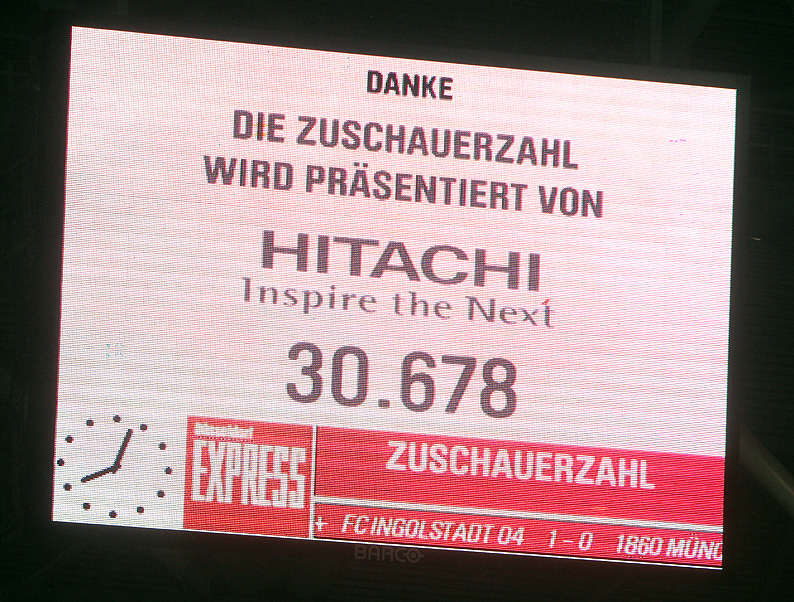 DANKE
DIE ZUSCHAUERZAHL
WIRD PRÄSENTIERT VON
HITACHI
Inspire the Next
30.678
EXPRESS
ZUSCHAUERZAHL
+ FC INGOLSTADT 04 1 - 0 1860 MÜNC
BARCO